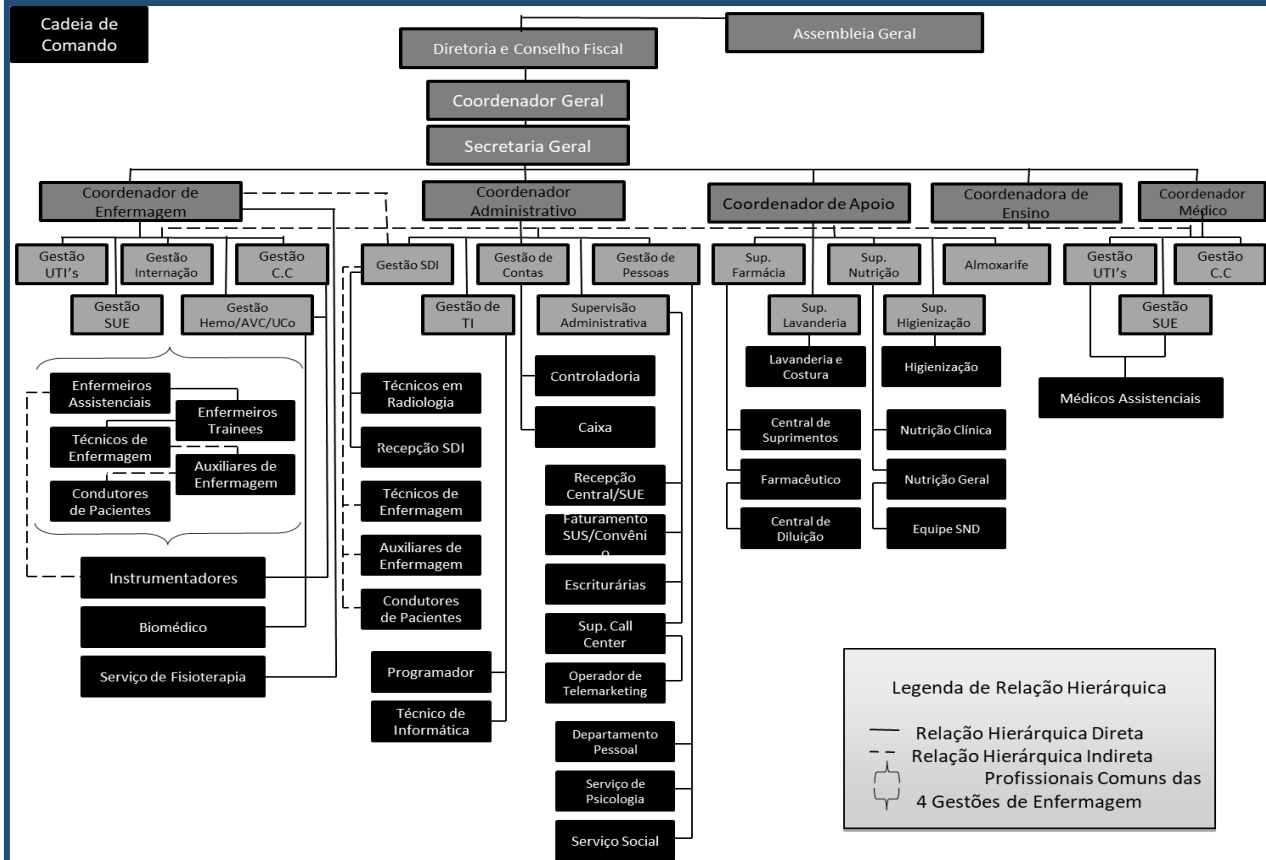 Cadeia de
Comando
Assembleia Geral
Diretoria e Conselho Fiscal
Coordenador Geral
Secretaria Geral
Coordenador de
Enfermagem
Coordenador
Administrativo
Coordenador de Apoio
Coordenadora de
Ensino
Coordenador
Médico
Gestão
UTI's
Gestão
Internação
Gestão
C.C
Gestão SDI
Gestão de
Contas
Gestão de
Pessoas
Sup.
Farmácia
Sup.
Nutrição
Almoxarife
Gestão
UTI's
Gestão
C.C
Gestão
SUE
Gestão
Hemo/AVC/UCo
Gestão de
TI
Supervisão
Administrativa
Sup.
Lavanderia
Sup.
Higienização
Gestão
SUE
Enfermeiros
Assistenciais
Enfermeiros
Trainees
Técnicos de
Enfermagem
Auxiliares de
Enfermagem
Condutores
de Pacientes
Instrumentadores
Biomédico
Serviço de Fisioterapia
Técnicos em
Radiologia
Recepção SDI
Técnicos de
Enfermagem
Auxiliares de
Enfermagem
Condutores
de Pacientes
Programador
Técnico de
Informática
Controladoria
Caixa
Recepção
Central/SUE
Faturamento
SUS/Convêni
o
Escriturárias
Sup. Call
Center
Operador de
Telemarketing
Departamento
Pessoal
Serviço de
Psicologia
Serviço Social
Lavanderia e
Costura
Central de
Suprimentos
Farmacêutico
Central de
Diluição
Higienização
Nutrição Clínica
Nutrição Geral
Equipe SND
Médicos Assistenciais
Legenda de Relação Hierárquica
Relação Hierárquica Direta
Relação Hierárquica Indireta
Profissionais Comuns das
4 Gestões de Enfermagem